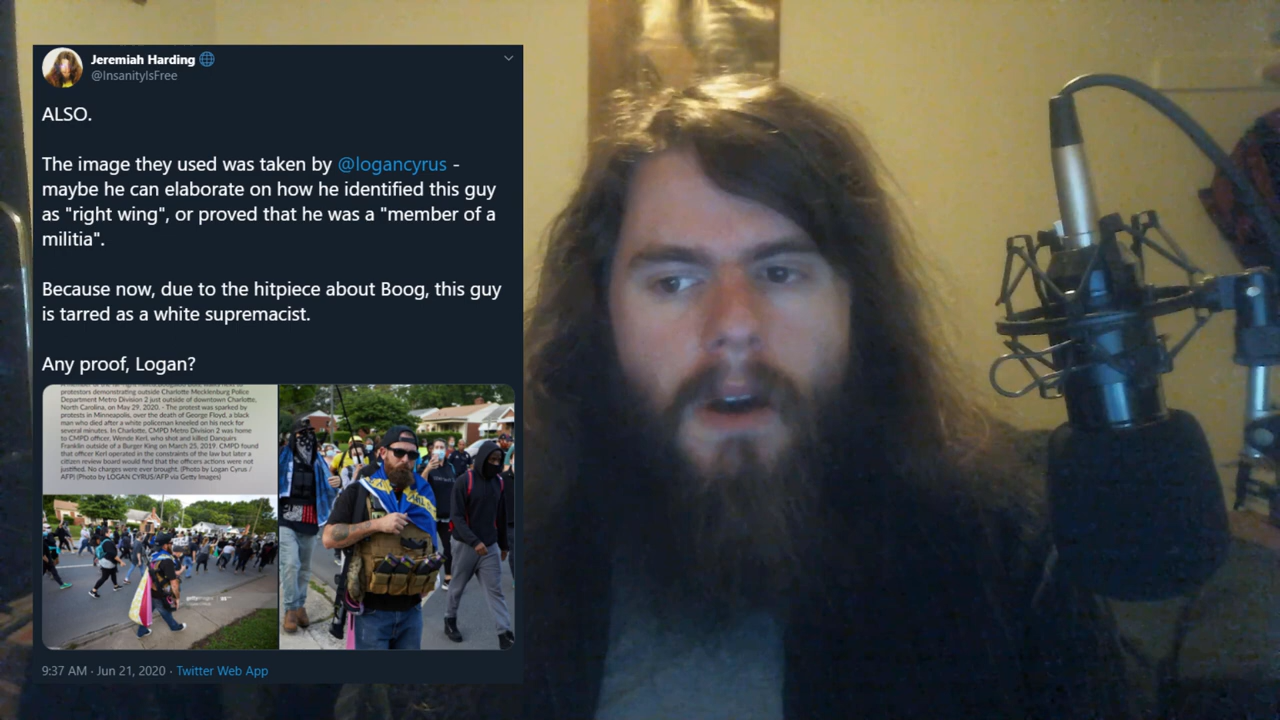 Jeremiah Harding
@InsanityIsFree
ALSO.
The image they used was taken by @logancyrus -
maybe he can elaborate on how he identified this guy
as "right wing", or proved that he was a "member of a
militia".
Because now, due to the hitpiece about Boog, this guy
is tarred as a white supremacist.
Any proof, Logan?
protestors demonstrating outside Charlotte Mecklenburg Police
Department Metro Division 2 just outside of downtown Charlotte,
North Carolina, on May 29, 2020. - The protest was sparked by
protests in Minneapolis, over the death of George Floyd, a black
man who died after a white policeman kneeled on his neck for
several minutes. In Charlotte, CMPD Metro Division 2 was home
to CMPD officer, Wende Kerl, who shot and killed Danquirs
Franklin outside of a Burger King on March 25, 2019. CMPD found
that officer Kerl operated in the constraints of the law but later a
citizen review board would find that the officers actions were not
justified. No charges were ever brought. (Photo by Logan Cyrus /
AFP) (Photo by LOGAN CYRUS/AFP via Getty Images)
9:37 AM · Jun 21, 2020 · Twitter Web App